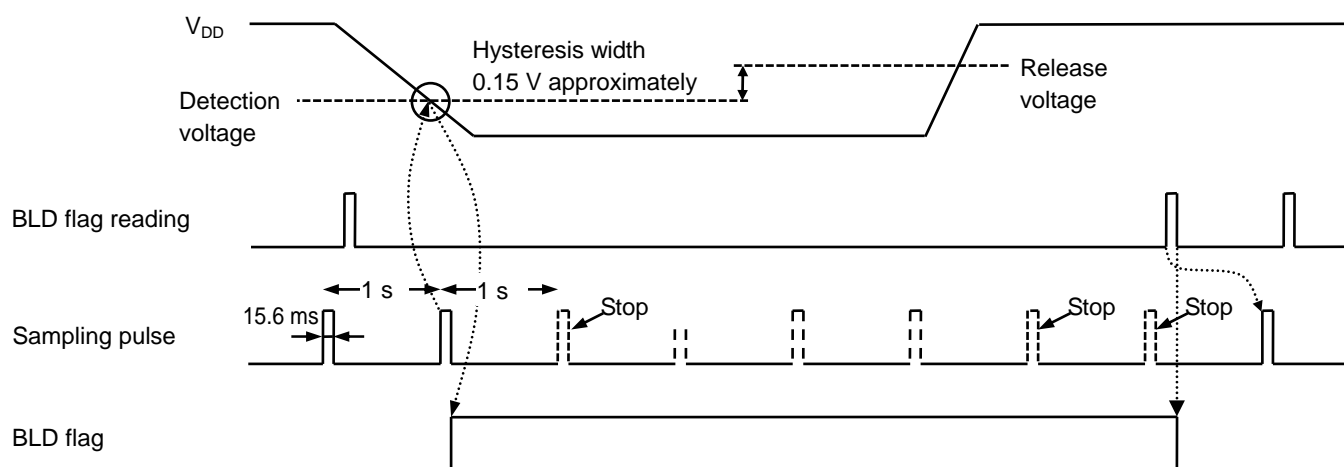 VDD
Hysteresis width
0.15 V approximately
Release
voltage
Detection
voltage
BLD flag reading
1 s
1 s
Stop
Stop
Stop
15.6 ms
Sampling pulse
BLD flag